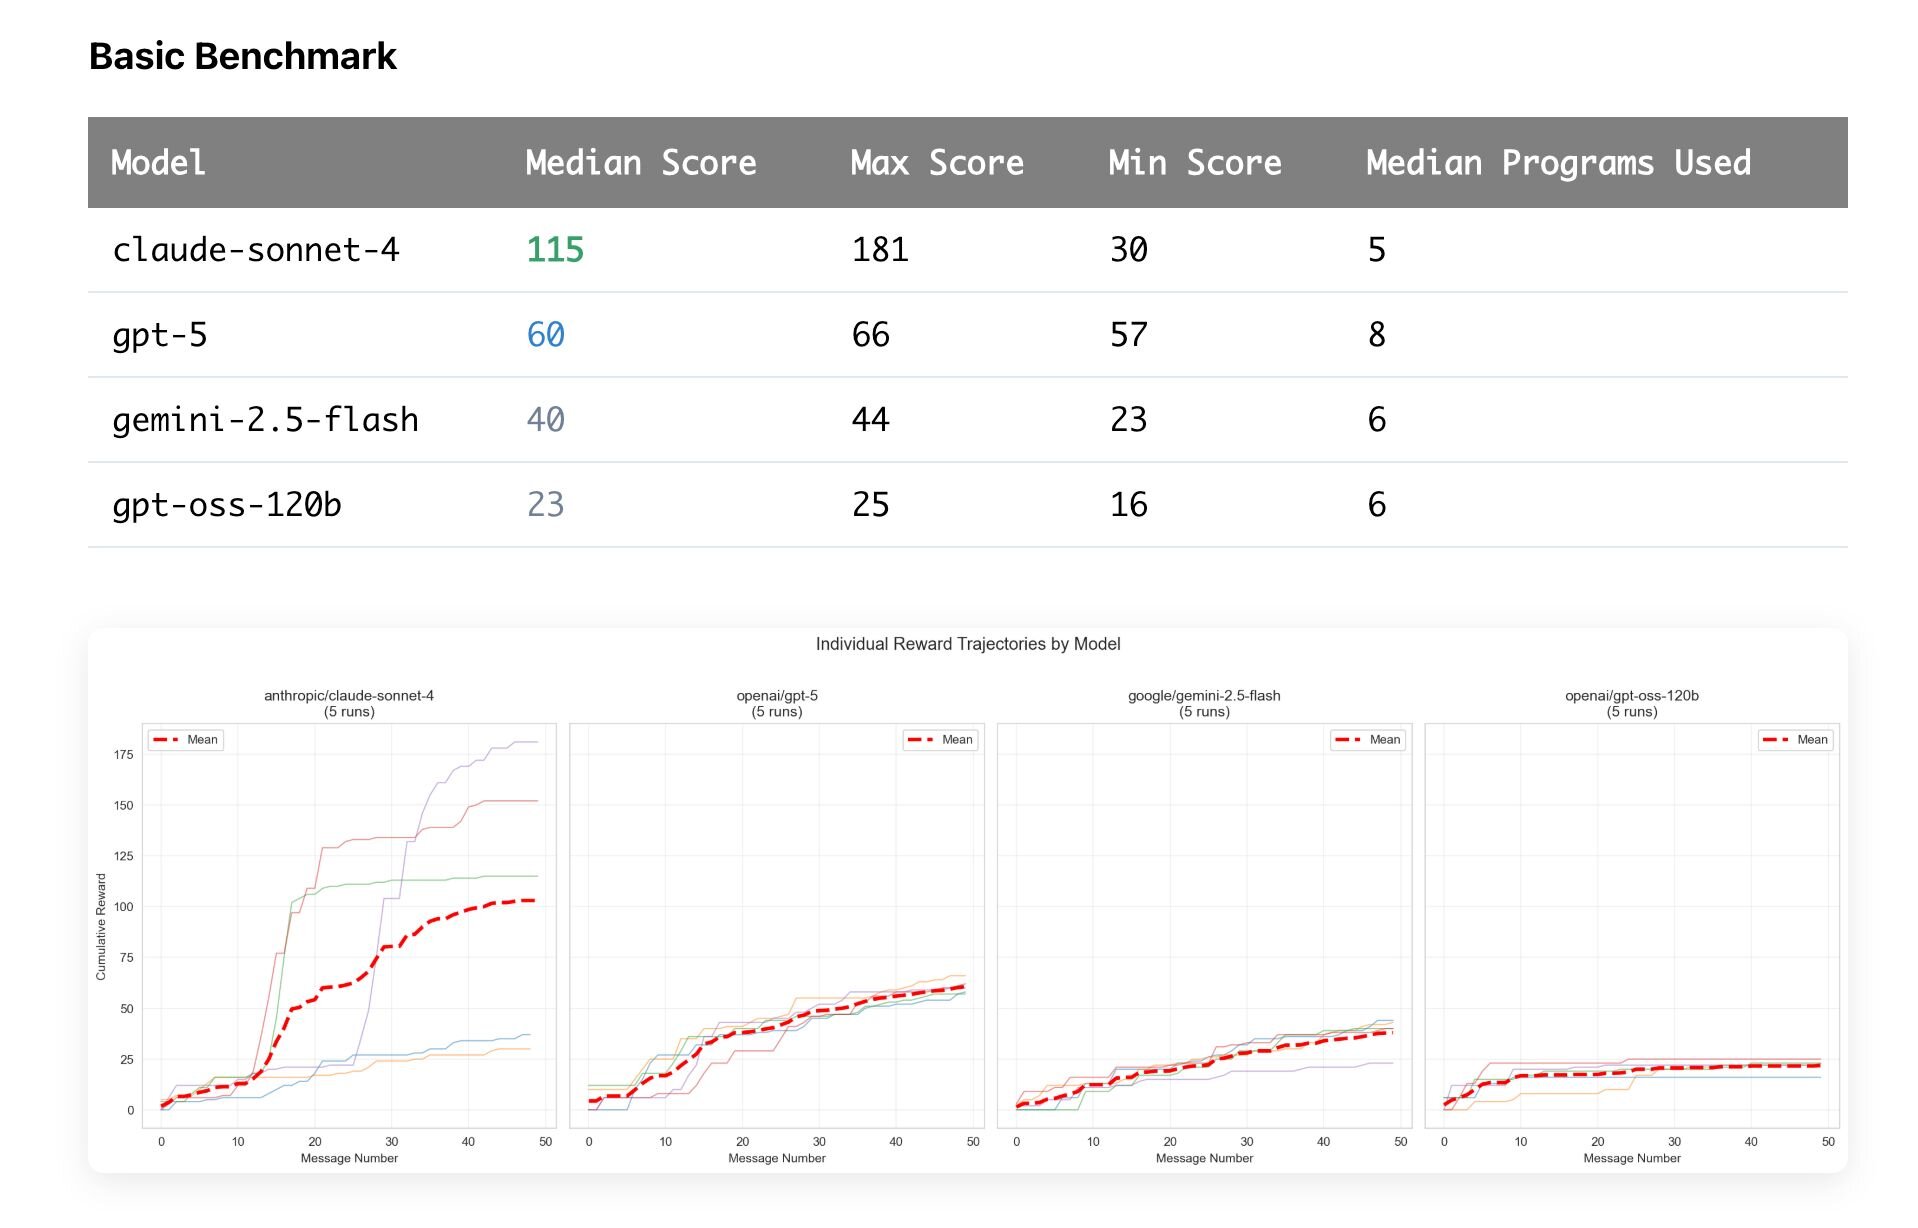 Basic Benchmark
Model Median Score Max Score Min Score Median Programs Used
claude-sonnet-4 115 181 30 5
gpt-5 60 66 57 8
gemini-2.5-flash 40 44 23 6
gpt-oss-120b 23 25 16 6
Individual Reward Trajectories by Model
anthropic/claude-sonnet-4
(5 runs)
Mean
Cumulative Reward
175
150
125
100
75
50
25
0
0 10 20 30 40 50
Message Number
openai/gpt-5
(5 runs)
Mean
0 10 20 30 40 50
Message Number
google/gemini-2.5-flash
(5 runs)
Mean
0 10 20 30 40 50
Message Number
openai/gpt-oss-120b
(5 runs)
Mean
0 10 20 30 40 50
Message Number